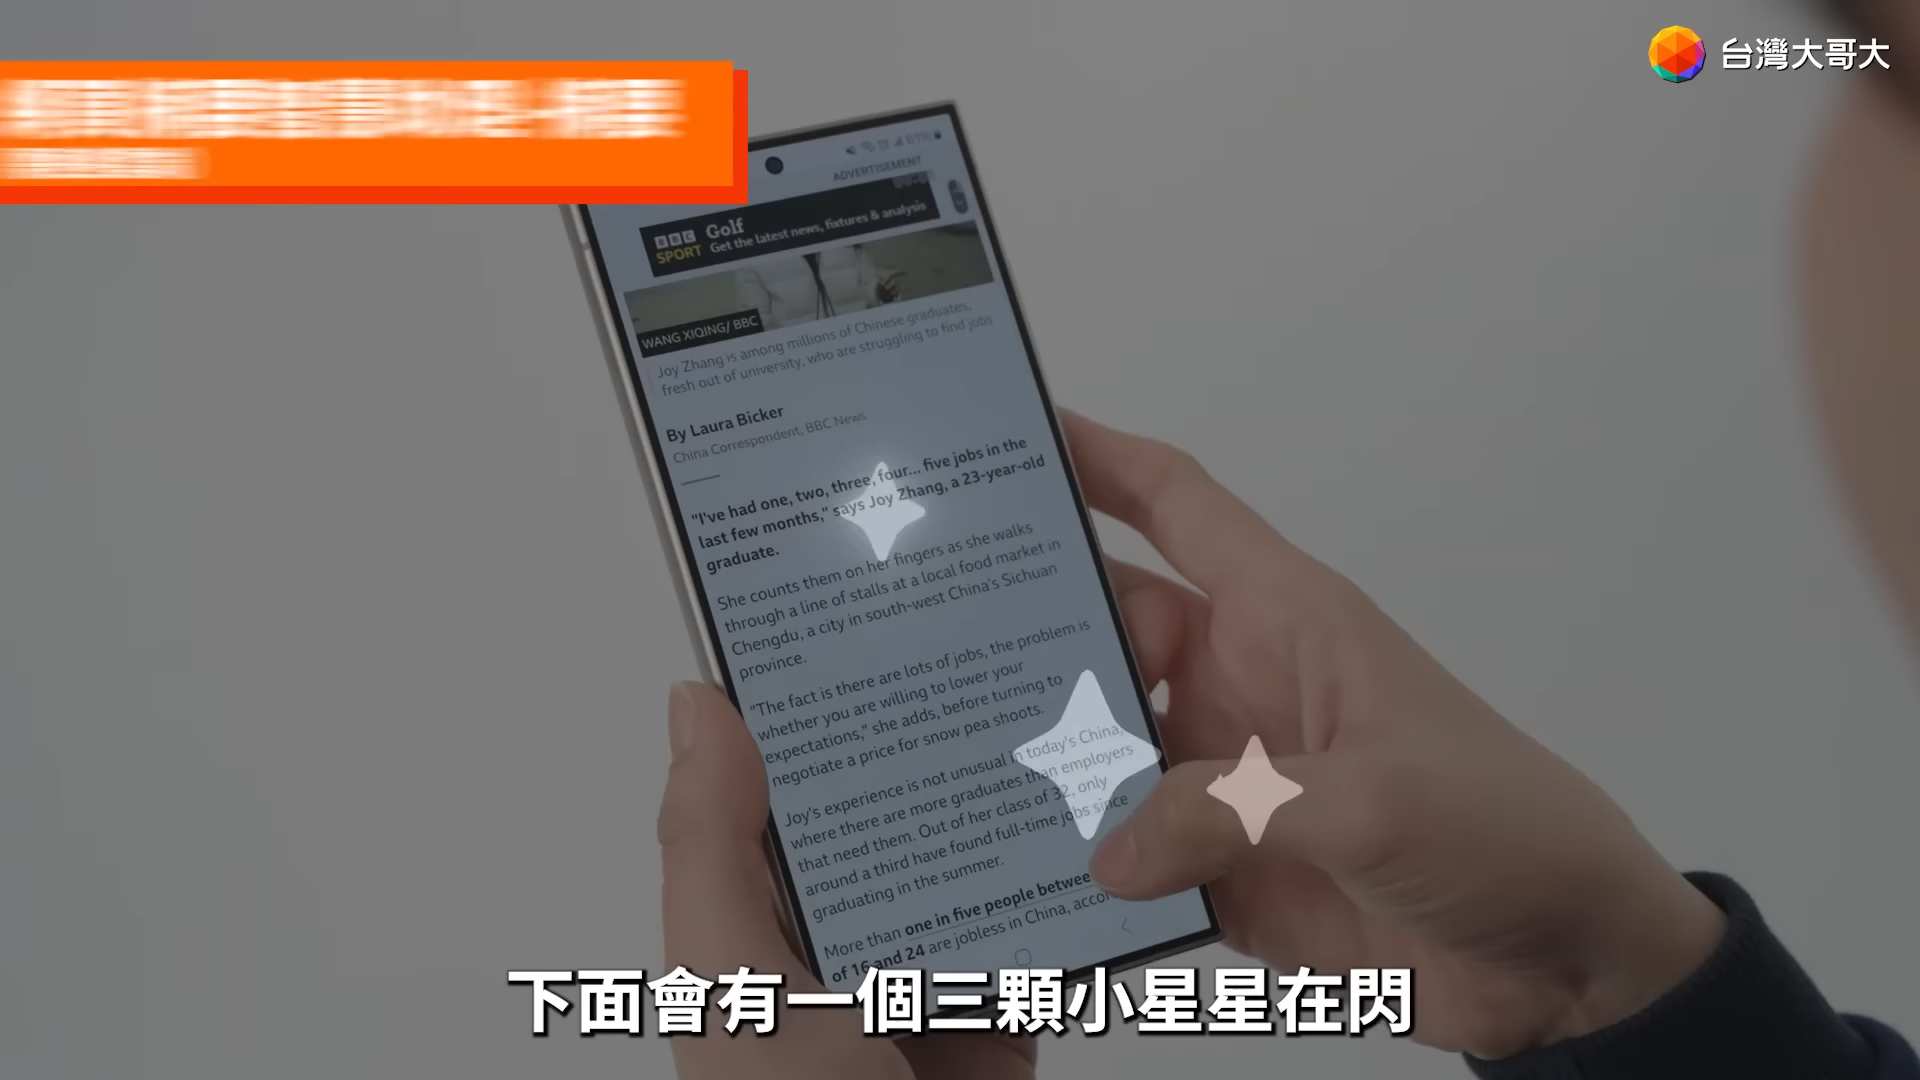 台灣大哥大
61%
ADVERTISEMENT
BBC
SPORT
Golf
Get the latest news, fixtures & analysis
WANG XIQING/ BBC
Joy Zhang is among millions of Chinese graduates,
fresh out of university, who are struggling to find jobs
By Laura Bicker
China Correspondent, BBC News
"I've had one, two, three, four... five jobs in the
last few months," says Joy Zhang, a 23-year-old
graduate.
She counts them on her fingers as she walks
through a line of stalls at a local food market in
Chengdu, a city in south-west China's Sichuan
province.
"The fact is there are lots of jobs, the problem is
whether you are willing to lower your
expectations," she adds, before turning to
negotiate a price for snow pea shoots.
Joy's experience is not unusual in today's China,
where there are more graduates than employers
that need them. Out of her class of 32, only
around a third have found full-time jobs since
graduating in the summer.
More than one in five people betwee
of 16 and 24 are jobless in China, accor
下面會有一個三顆小星星在閃